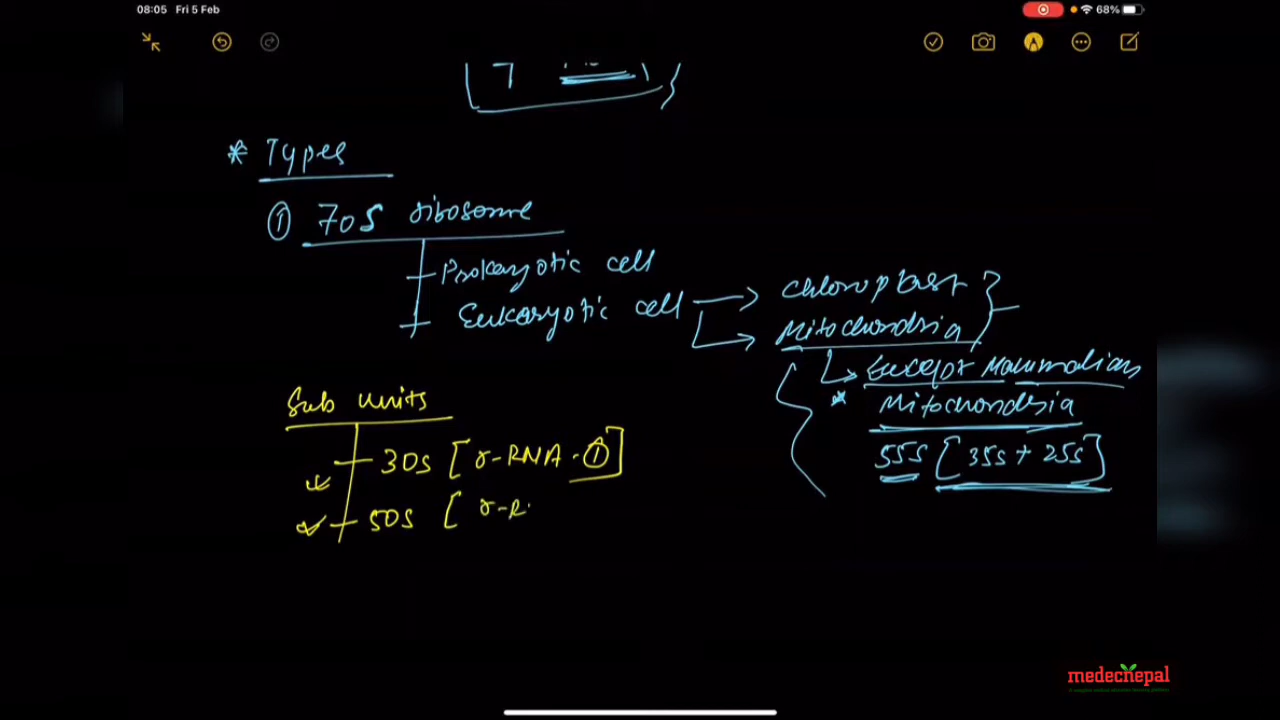 08:05 Fri 5 Feb
68%
7
* Types
① 70S ribosome
Prokaryotic cell
Eukaryotic cell → chloroplast
→ Mitochondria
→ Except Mammalian
* Mitochondria
55S [35s + 25s]
Sub units
30s [r-RNA - ①]
50s [ r-R
medecnepal